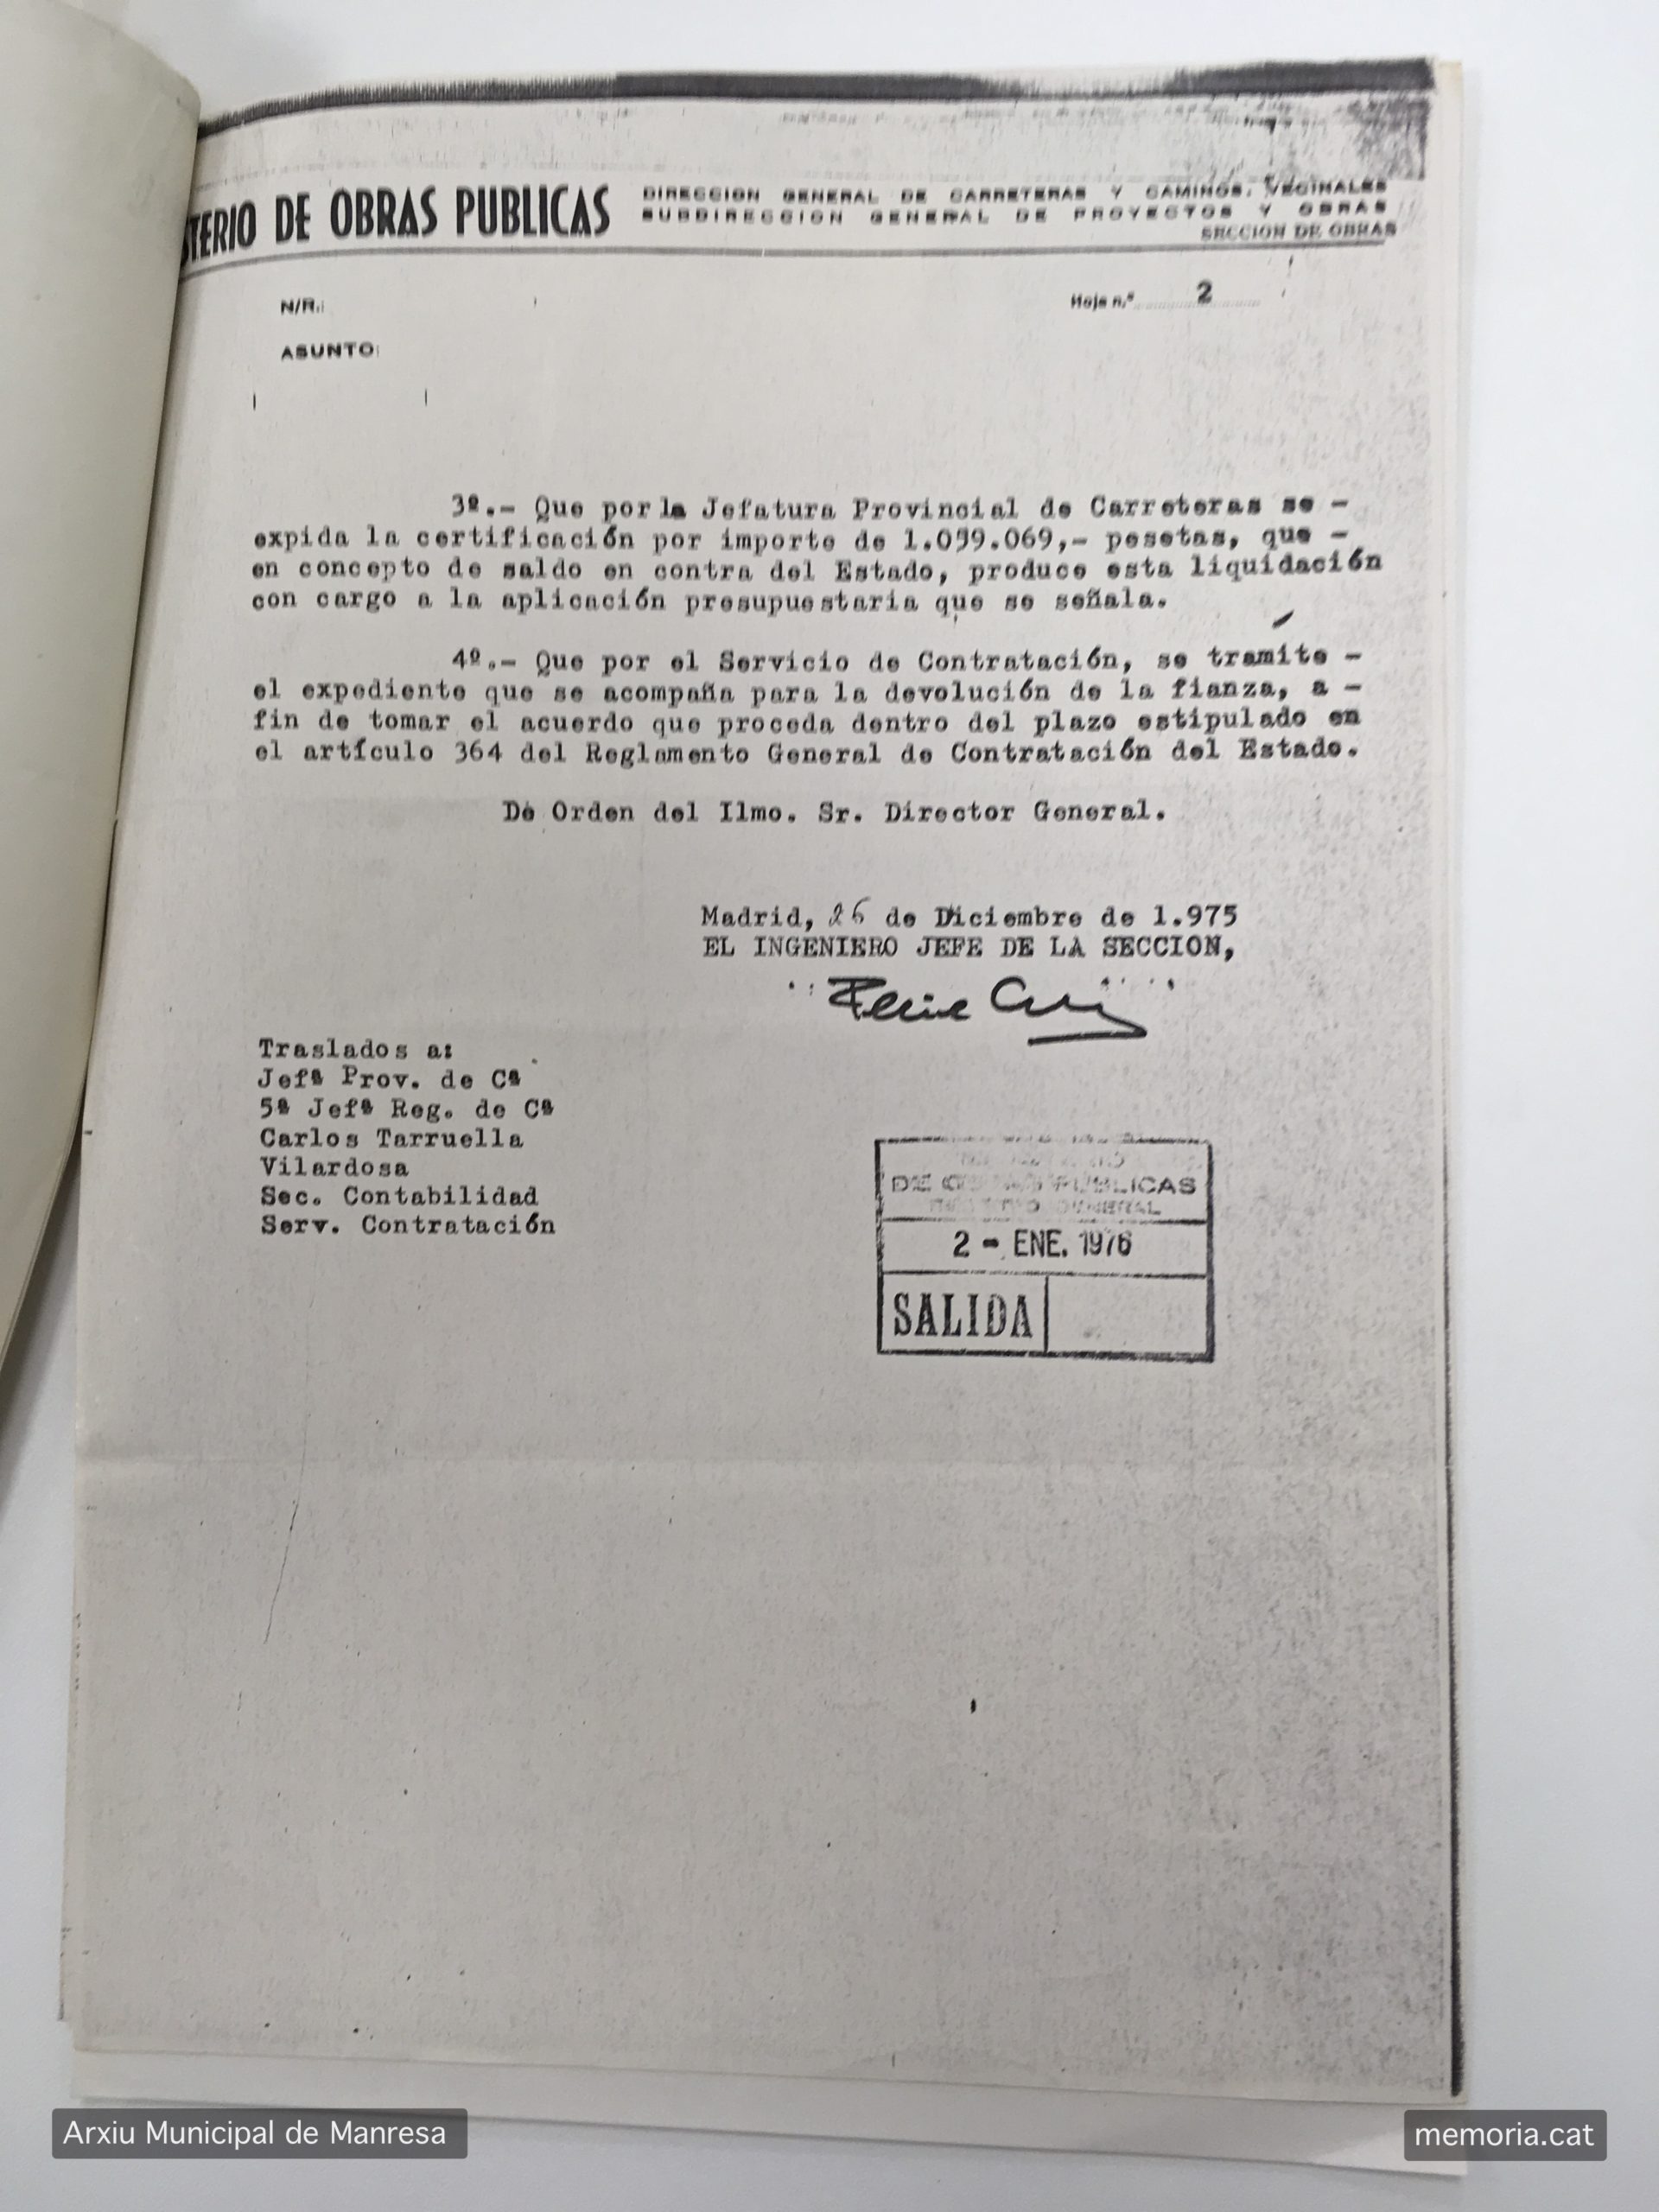 TERIO DE OBRAS PUBLICAS
DIRECCION GENERAL DE CARRETERAS Y CAMINOS VECINALES
SUBDIRECCION GENERAL DE PROYECTOS Y OBRAS
SECCION DE OBRAS
N/R.:
Hoja n.º 2
ASUNTO:
3º.- Que por la Jefatura Provincial de Carreteras se -
expida la certificación por importe de 1.059.069,- pesetas, que -
en concepto de saldo en contra del Estado, produce esta liquidación
con cargo a la aplicación presupuestaria que se señala.
4º.- Que por el Servicio de Contratación, se tramite -
el expediente que se acompaña para la devolución de la fianza, a -
fin de tomar el acuerdo que proceda dentro del plazo estipulado en
el artículo 364 del Reglamento General de Contratación del Estado.
De Orden del Ilmo. Sr. Director General.
Madrid, 26 de Diciembre de 1.975
EL INGENIERO JEFE DE LA SECCION,
Traslados a:
Jefª Prov. de Cª
5ª Jefª Reg. de Cª
Carlos Tarruella
Vilardosa
Sec. Contabilidad
Serv. Contratación
DE OBRAS PUBLICAS
GENERAL
2 - ENE. 1976
SALIDA
Arxiu Municipal de Manresa
memoria.cat